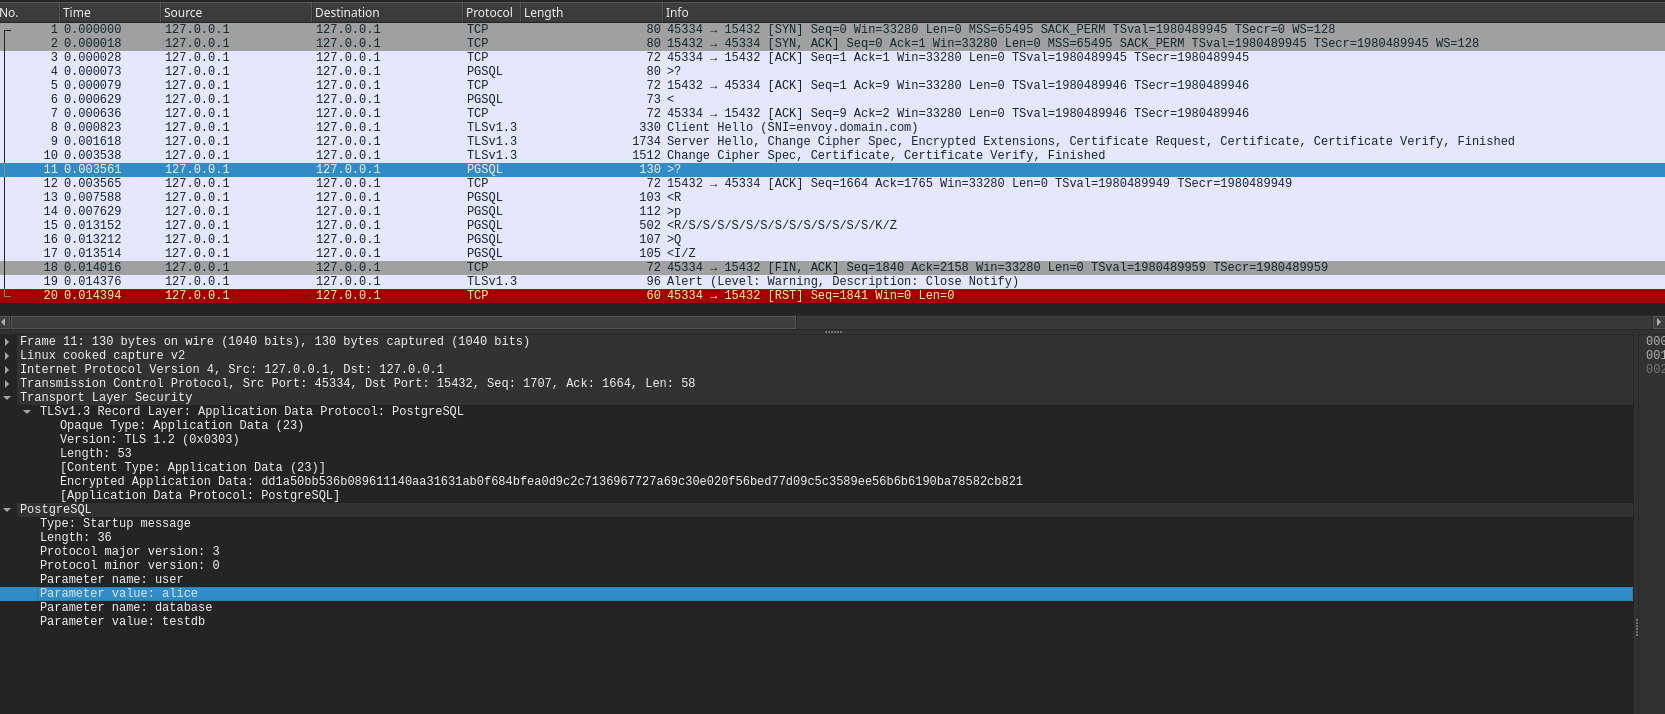 No. Time Source Destination Protocol Length Info
1 0.000000 127.0.0.1 127.0.0.1 TCP 80 45334 → 15432 [SYN] Seq=0 Win=33280 Len=0 MSS=65495 SACK_PERM TSval=1980489945 TSecr=0 WS=128
2 0.000018 127.0.0.1 127.0.0.1 TCP 80 15432 → 45334 [SYN, ACK] Seq=0 Ack=1 Win=33280 Len=0 MSS=65495 SACK_PERM TSval=1980489945 TSecr=1980489945 WS=128
3 0.000028 127.0.0.1 127.0.0.1 TCP 72 45334 → 15432 [ACK] Seq=1 Ack=1 Win=33280 Len=0 TSval=1980489945 TSecr=1980489945
4 0.000073 127.0.0.1 127.0.0.1 PGSQL 80 >?
5 0.000079 127.0.0.1 127.0.0.1 TCP 72 15432 → 45334 [ACK] Seq=1 Ack=9 Win=33280 Len=0 TSval=1980489946 TSecr=1980489946
6 0.000629 127.0.0.1 127.0.0.1 PGSQL 73 <
7 0.000636 127.0.0.1 127.0.0.1 TCP 72 45334 → 15432 [ACK] Seq=9 Ack=2 Win=33280 Len=0 TSval=1980489946 TSecr=1980489946
8 0.000823 127.0.0.1 127.0.0.1 TLSv1.3 330 Client Hello (SNI=envoy.domain.com)
9 0.001618 127.0.0.1 127.0.0.1 TLSv1.3 1734 Server Hello, Change Cipher Spec, Encrypted Extensions, Certificate Request, Certificate, Certificate Verify, Finished
10 0.003538 127.0.0.1 127.0.0.1 TLSv1.3 1512 Change Cipher Spec, Certificate, Certificate Verify, Finished
11 0.003561 127.0.0.1 127.0.0.1 PGSQL 130 >?
12 0.003565 127.0.0.1 127.0.0.1 TCP 72 15432 → 45334 [ACK] Seq=1664 Ack=1765 Win=33280 Len=0 TSval=1980489949 TSecr=1980489949
13 0.007588 127.0.0.1 127.0.0.1 PGSQL 103 <R
14 0.007629 127.0.0.1 127.0.0.1 PGSQL 112 >p
15 0.013152 127.0.0.1 127.0.0.1 PGSQL 502 <R/S/S/S/S/S/S/S/S/S/S/S/S/S/K/Z
16 0.013212 127.0.0.1 127.0.0.1 PGSQL 107 >Q
17 0.013514 127.0.0.1 127.0.0.1 PGSQL 105 <I/Z
18 0.014016 127.0.0.1 127.0.0.1 TCP 72 45334 → 15432 [FIN, ACK] Seq=1840 Ack=2158 Win=33280 Len=0 TSval=1980489959 TSecr=1980489959
19 0.014376 127.0.0.1 127.0.0.1 TLSv1.3 96 Alert (Level: Warning, Description: Close Notify)
20 0.014394 127.0.0.1 127.0.0.1 TCP 60 45334 → 15432 [RST] Seq=1841 Win=0 Len=0
Frame 11: 130 bytes on wire (1040 bits), 130 bytes captured (1040 bits)
Linux cooked capture v2
Internet Protocol Version 4, Src: 127.0.0.1, Dst: 127.0.0.1
Transmission Control Protocol, Src Port: 45334, Dst Port: 15432, Seq: 1707, Ack: 1664, Len: 58
Transport Layer Security
TLSv1.3 Record Layer: Application Data Protocol: PostgreSQL
Opaque Type: Application Data (23)
Version: TLS 1.2 (0x0303)
Length: 53
[Content Type: Application Data (23)]
Encrypted Application Data: dd1a50bb536b089611140aa31631ab0f684bfea0d9c2c7136967727a69c30e020f56bed77d09c5c3589ee56b6b6190ba78582cb821
[Application Data Protocol: PostgreSQL]
PostgreSQL
Type: Startup message
Length: 36
Protocol major version: 3
Protocol minor version: 0
Parameter name: user
Parameter value: alice
Parameter name: database
Parameter value: testdb
000
001
002